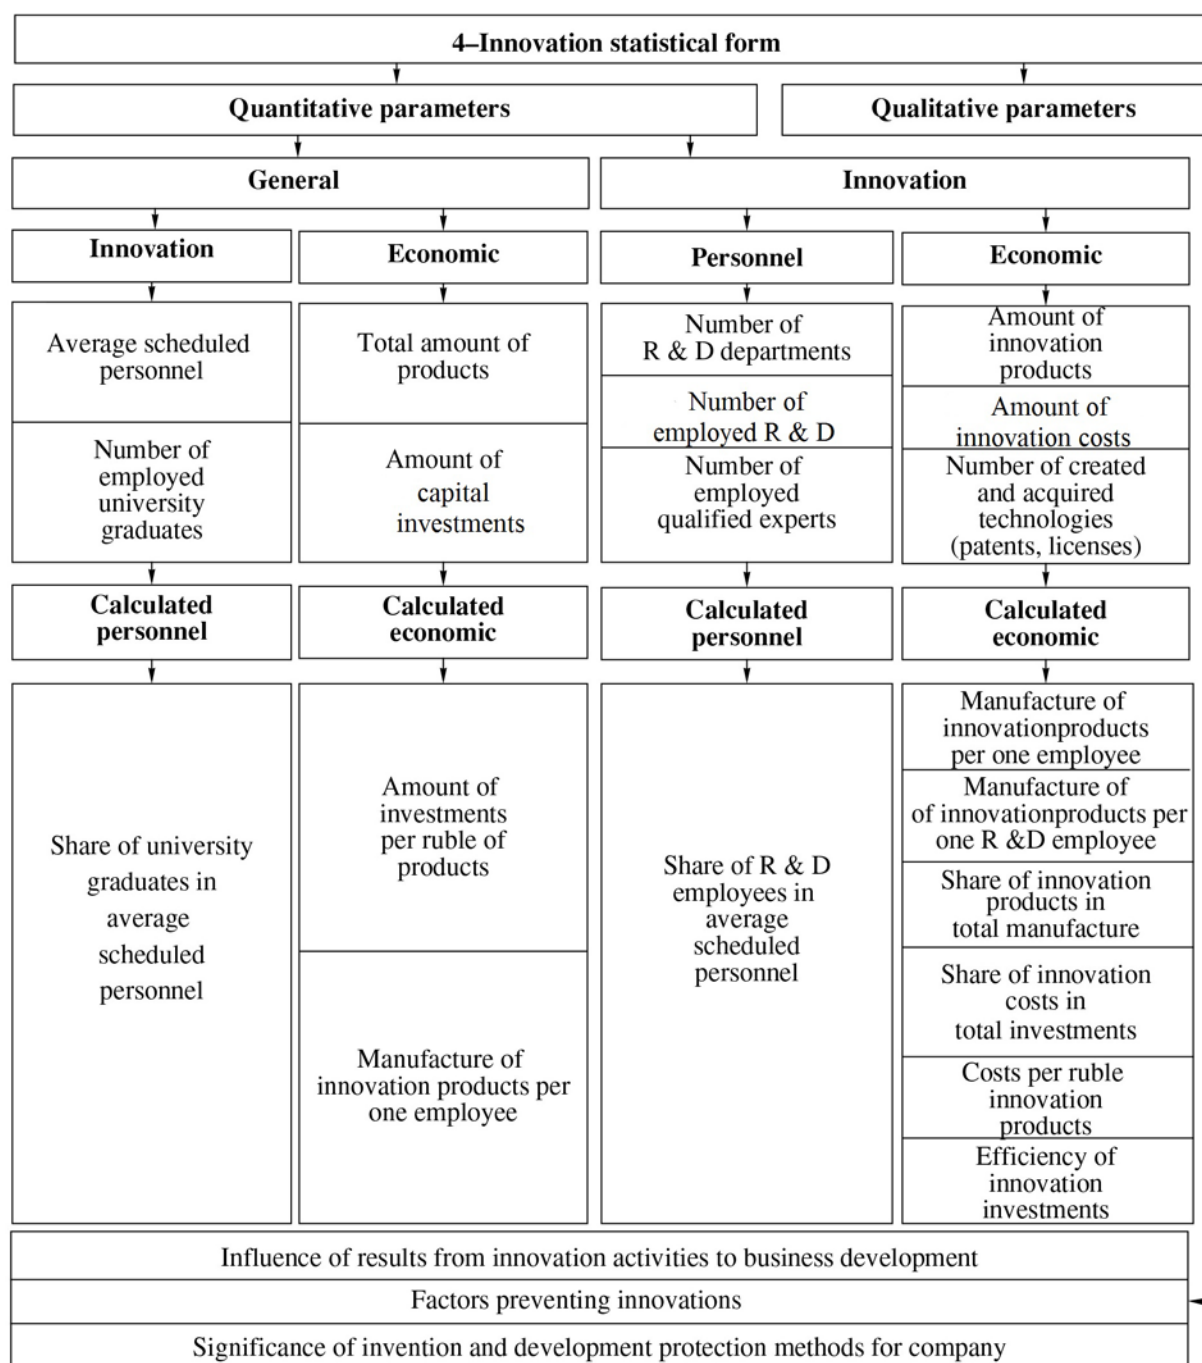 4–Innovation statistical form
Quantitative parameters
Qualitative parameters
General
Innovation
Innovation
Economic
Personnel
Economic
Average scheduled
personnel
Number of
employed
university
graduates
Total amount of
products
Amount of
capital
investments
Number of
R & D departments
Number of
employed R & D
Number of
employed
qualified experts
Amount of
innovation
products
Amount of
innovation costs
Number of created
and acquired
technologies
(patents, licenses)
Calculated
personnel
Calculated
economic
Calculated
personnel
Calculated
economic
Share of university
graduates in
average
scheduled
personnel
Amount of
investments
per ruble of
products
Manufacture of
innovation products per
one employee
Share of R & D
employees in
average
scheduled
personnel
Manufacture of
innovationproducts
per one employee
Manufacture of
of innovationproducts per
one R &D employee
Share of innovation
products in
total manufacture
Share of innovation
costs in
total investments
Costs per ruble
innovation
products
Efficiency of
innovation
investments
Influence of results from innovation activities to business development
Factors preventing innovations
Significance of invention and development protection methods for company